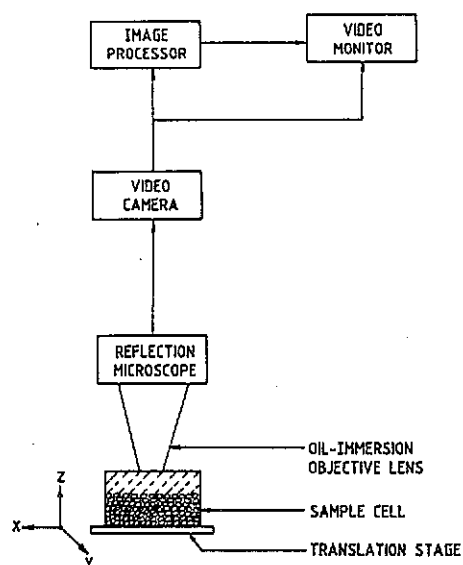 IMAGE
PROCESSOR
VIDEO
MONITOR
VIDEO
CAMERA
REFLECTION
MICROSCOPE
OIL-IMMERSION
OBJECTIVE LENS
SAMPLE CELL
TRANSLATION STAGE
Z
X
Y